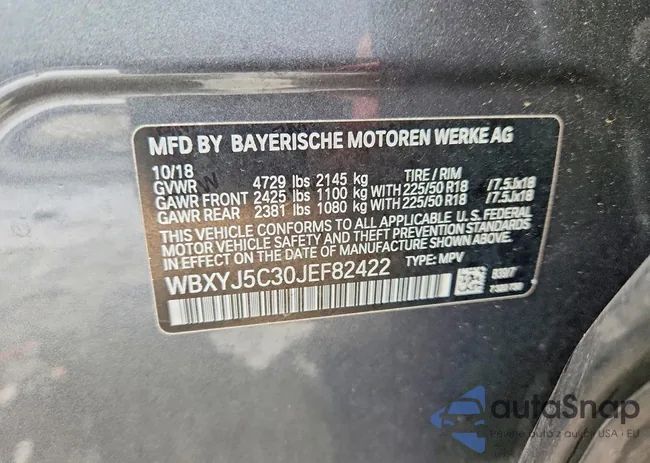 MFD BY BAYERISCHE MOTOREN WERKE AG
10/18 TIRE / RIM
GVWR 4729 lbs 2145 kg
GAWR FRONT 2425 lbs 1100 kg WITH 225/50 R18 /7.5Jx18
GAWR REAR 2381 lbs 1080 kg WITH 225/50 R18 /7.5Jx18
THIS VEHICLE CONFORMS TO ALL APPLICABLE U.S. FEDERAL
MOTOR VEHICLE SAFETY AND THEFT PREVENTION STANDARDS
IN EFFECT ON THE DATE OF MANUFACTURE SHOWN ABOVE.
WBXYJ5C30JEF82422 TYPE: MPV
autoSnap
USA · EU